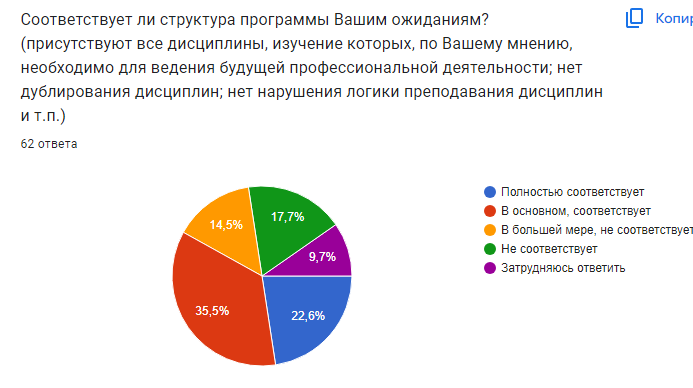 Соответствует ли структура программы Вашим ожиданиям?
Копир
(присутствуют все дисциплины, изучение которых, по Вашему мнению,
необходимо для ведения будущей профессиональной деятельности; нет
дублирования дисциплин; нет нарушения логики преподавания дисциплин
и т.п.)
62 ответа
17,7%
14,5%
9,7%
35,5%
22,6%
Полностью соответствует
В основном, соответствует
В большей мере, не соответствует
Не соответствует
Затрудняюсь ответить